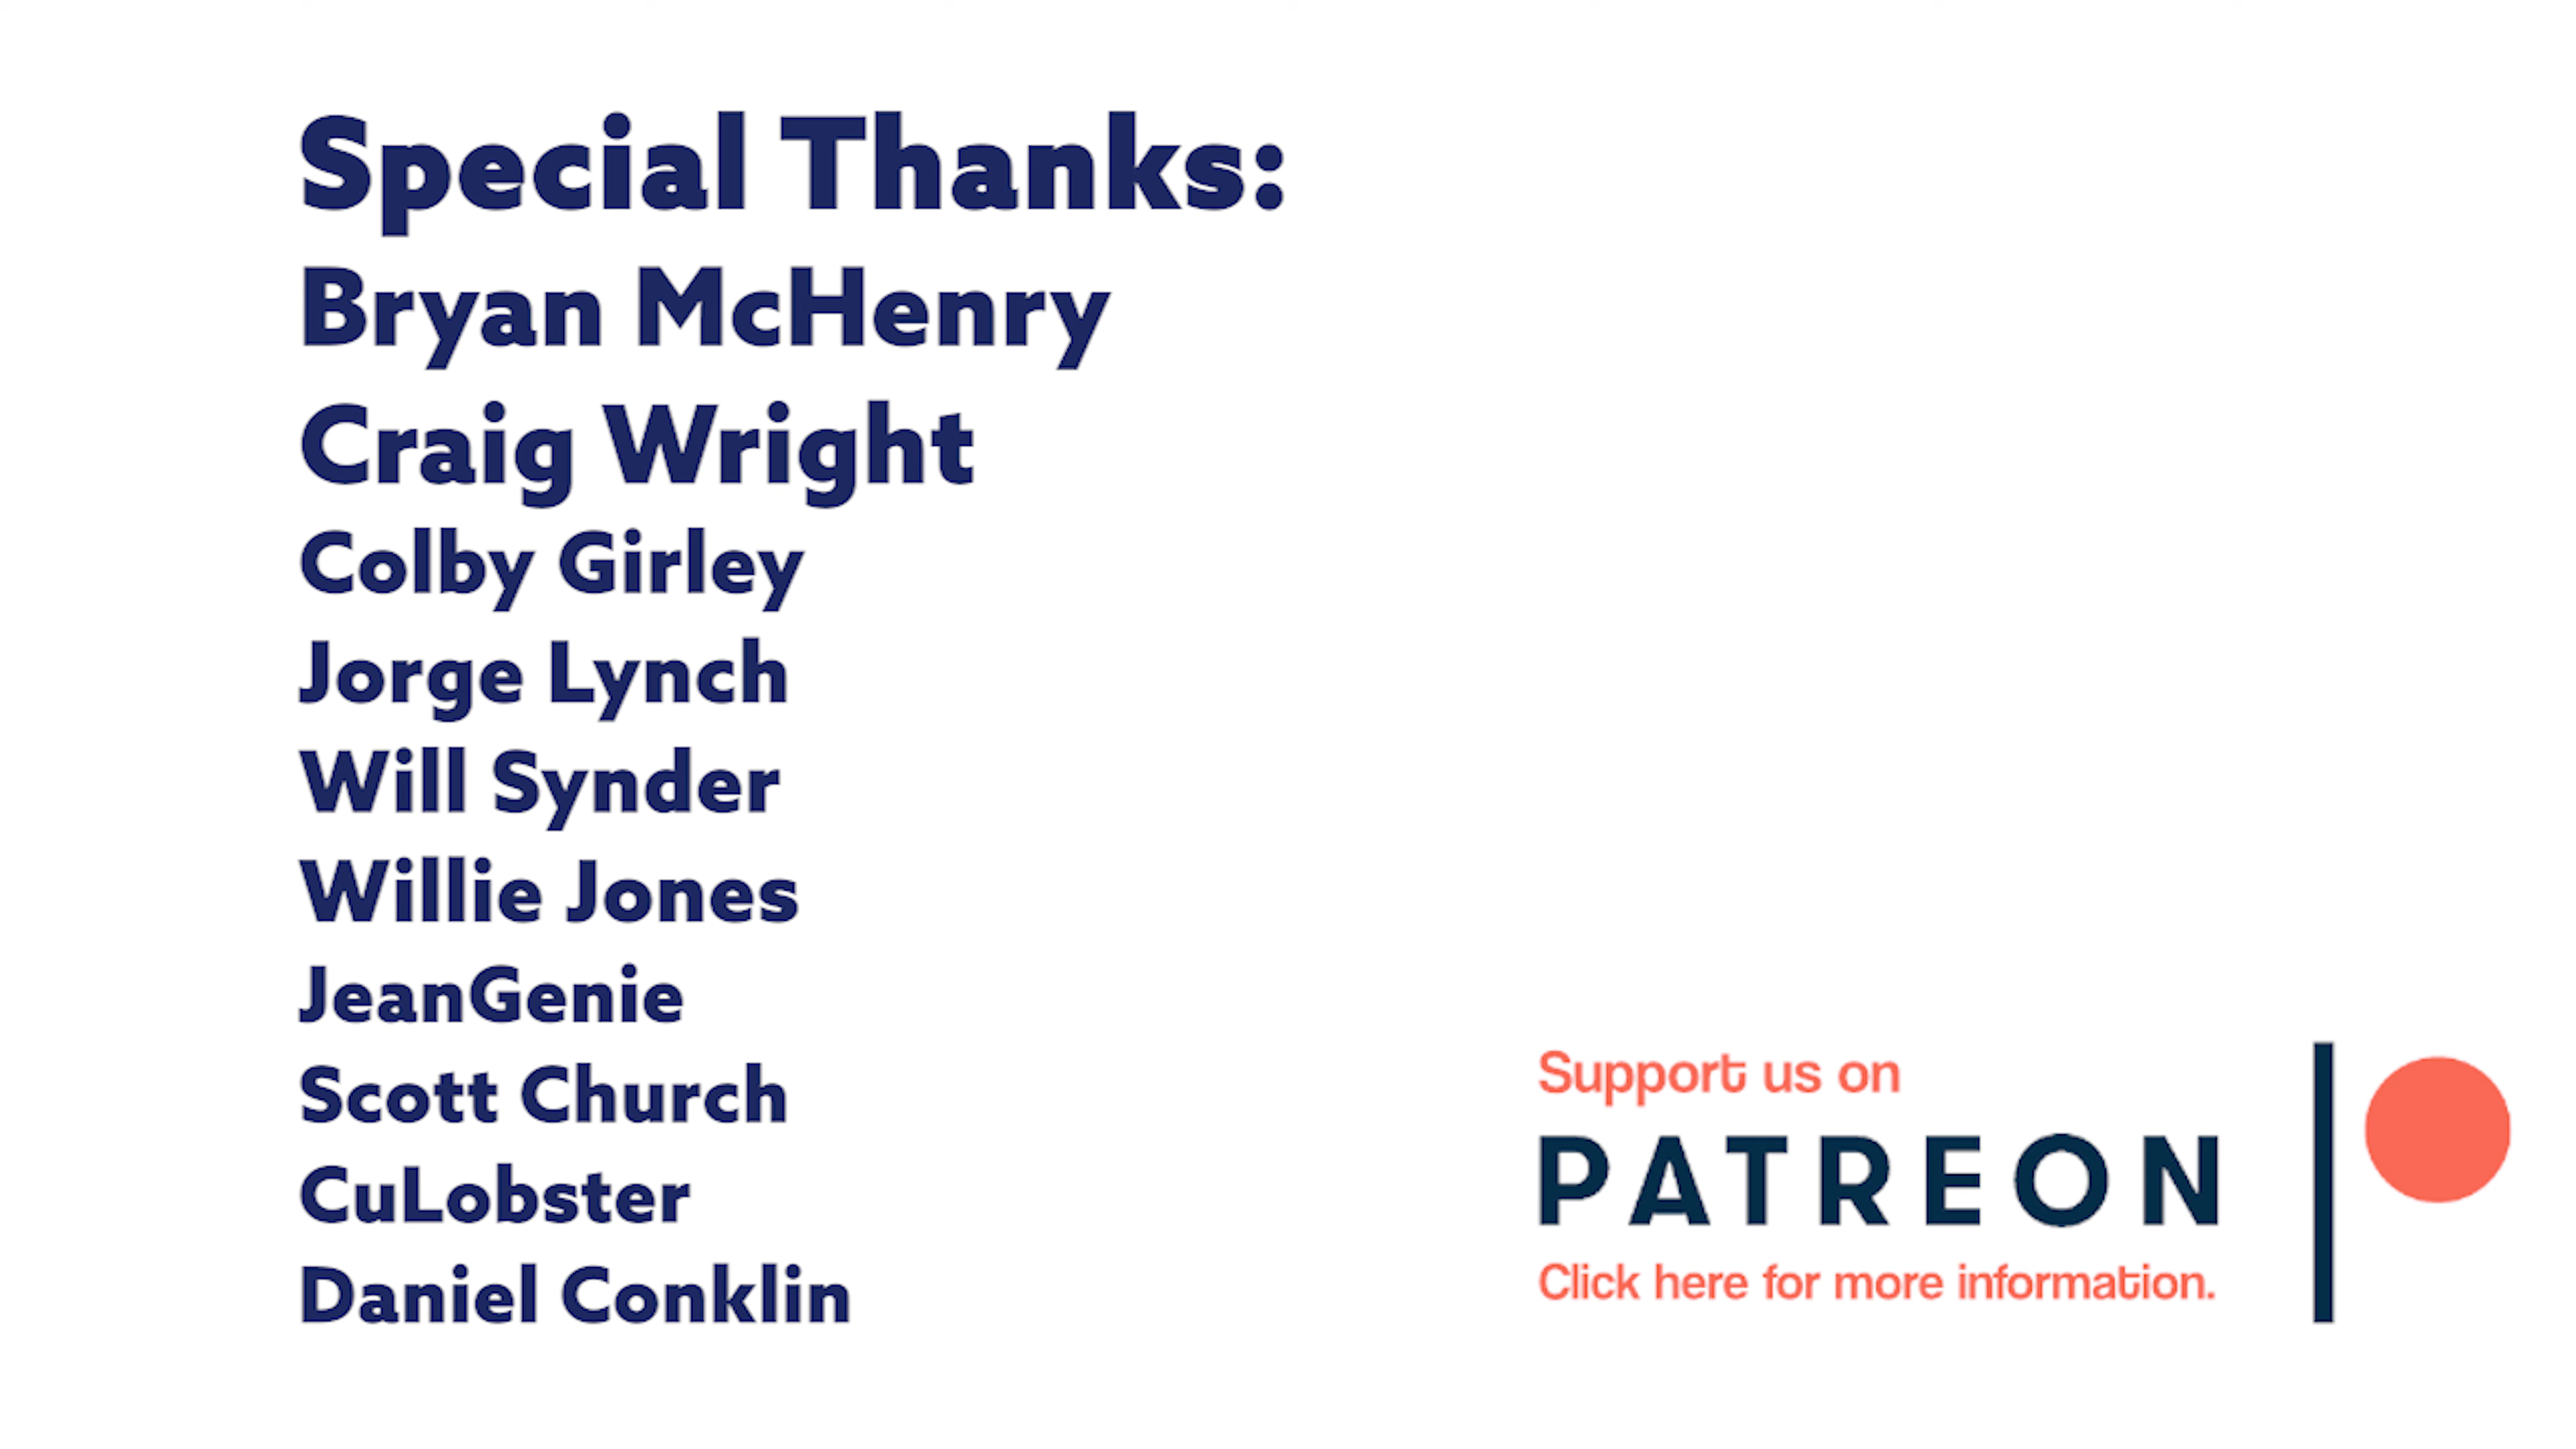 Special Thanks:
Bryan McHenry
Craig Wright
Colby Girley
Jorge Lynch
Will Synder
Willie Jones
JeanGenie
Scott Church
CuLobster
Daniel Conklin
Support us on
PATREON
Click here for more information.